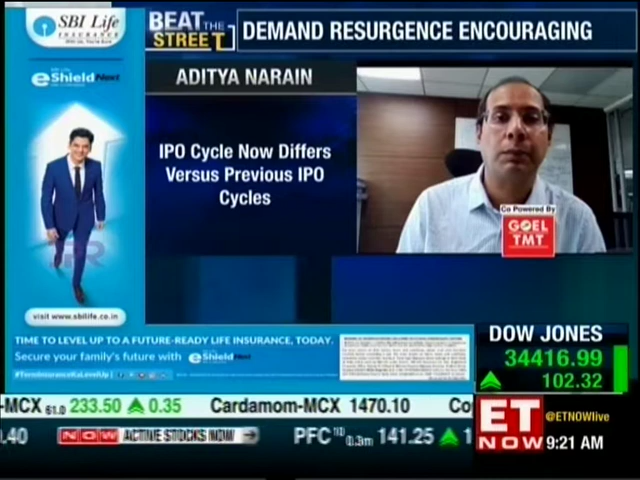 SBI Life
INSURANCE
BEAT THE
STREET
DEMAND RESURGENCE ENCOURAGING
eShield Next
ADITYA NARAIN
IPO Cycle Now Differs
Versus Previous IPO
Cycles
Co Powered By
GOEL
TMT
visit www.sbilife.co.in
TIME TO LEVEL UP TO A FUTURE-READY LIFE INSURANCE, TODAY.
Secure your family's future with eShield Next
DOW JONES
34416.99
102.32
-MCX 61.0 233.50 0.35 Cardamom-MCX 1470.10 Co
ET
NOW
@ETNOWlive
9:21 AM
.40 NOW ACTIVE STOCKS NOW PFC 0.3m 141.25 1